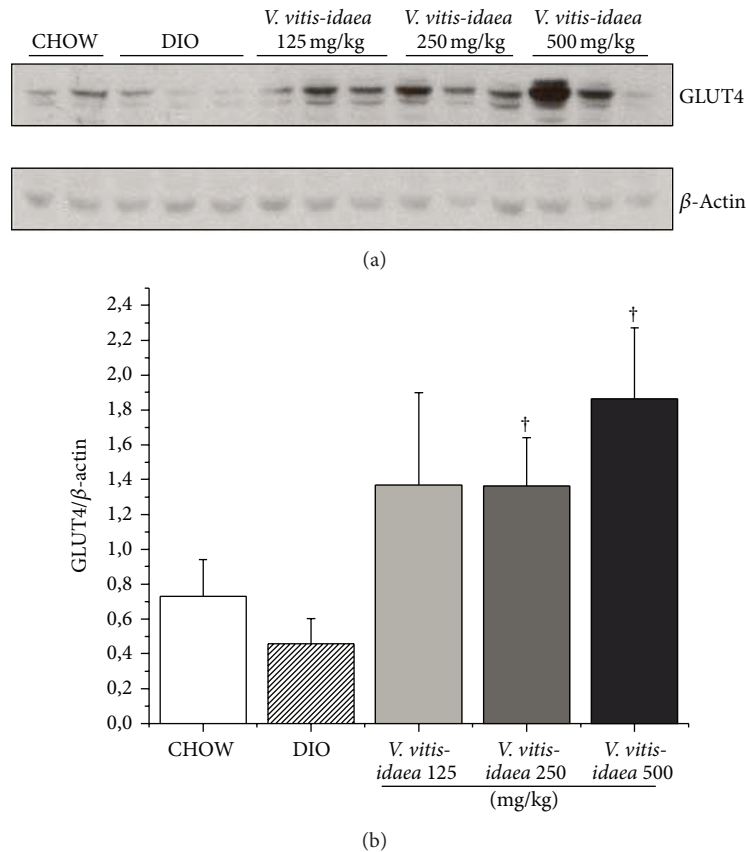 CHOW DIO V. vitis-idaea 125 mg/kg V. vitis-idaea 250 mg/kg V. vitis-idaea 500 mg/kg
GLUT4
β-Actin
(a)
GLUT4/β-actin
2,4
2,2
2,0
1,8
1,6
1,4
1,2
1,0
0,8
0,6
0,4
0,2
0,0
†
†
CHOW DIO V. vitis-idaea 125 V. vitis-idaea 250 V. vitis-idaea 500
(mg/kg)
(b)